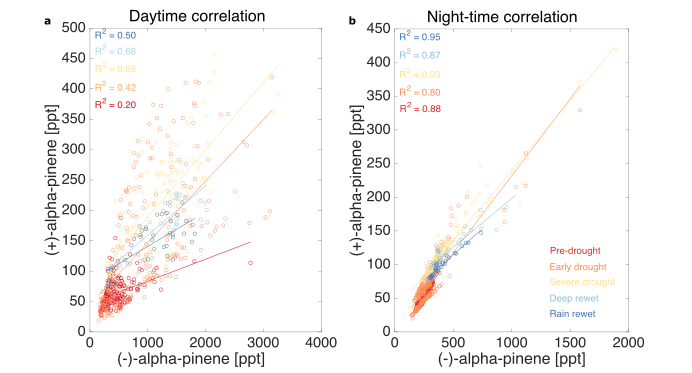 a Daytime correlation
R² = 0.50
R² = 0.68
R² = 0.55
R² = 0.42
R² = 0.20
500
450
400
350
300
250
200
150
100
50
0
(+)-alpha-pinene [ppt]
0 1000 2000 3000 4000
(-)-alpha-pinene [ppt]
b Night-time correlation
R² = 0.95
R² = 0.87
R² = 0.93
R² = 0.80
R² = 0.88
450
400
350
300
250
200
150
100
50
0
(+)-alpha-pinene [ppt]
Pre-drought
Early drought
Severe drought
Deep rewet
Rain rewet
0 500 1000 1500 2000
(-)-alpha-pinene [ppt]